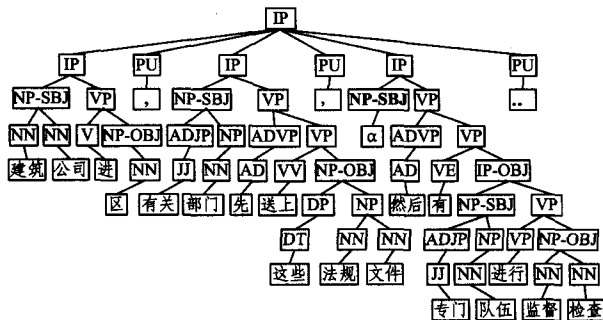 IP
IP PU IP PU IP PU
NP-SBJ VP , NP-SBJ VP , NP-SBJ VP ..
NN NN V NP-OBJ ADJP NP ADVP VP α ADVP VP
建筑 公司 进 NN JJ NN AD VV NP-OBJ AD VE IP-OBJ
区 有关 部门 先 送上 DP NP 然后 有 NP-SBJ VP
DT NN NN ADJP NP VP NP-OBJ
这些 法规 文件 JJ NN 进行 NN NN
专门 队伍 监督 检查